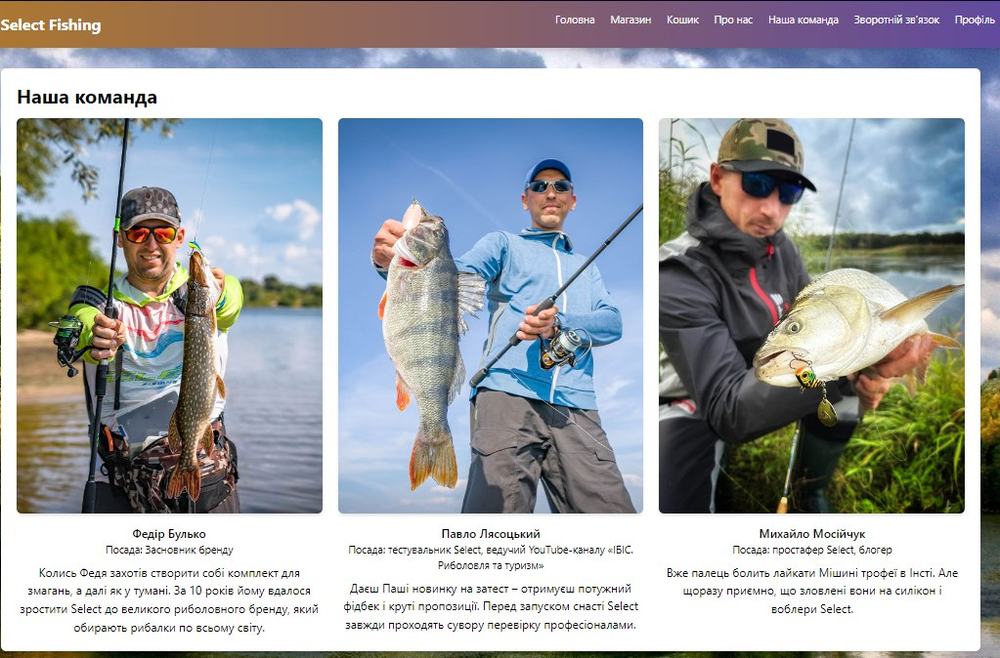 Select Fishing
Головна Магазин Кошик Про нас Наша команда Зворотній зв'язок Профіль
Наша команда
Федір Булько
Посада: Засновник бренду
Колись Федя захотів створити собі комплект для
змагань, а далі як у тумані. За 10 років йому вдалося
зростити Select до великого риболовного бренду, який
обирають рибалки по всьому світу.
Павло Лясоцький
Посада: тестувальник Select, ведучий YouTube-каналу «ІБІС.
Риболовля та туризм»
Даєш Паші новинку на затест – отримуєш потужний
фідбек і круті пропозиції. Перед запуском снасті Select
завжди проходять сувору перевірку професіоналами.
Михайло Мосійчук
Посада: простафер Select, блогер
Вже палець болить лайкати Мішині трофеї в Інсті. Але
щоразу приємно, що зловлені вони на силікон і
воблери Select.